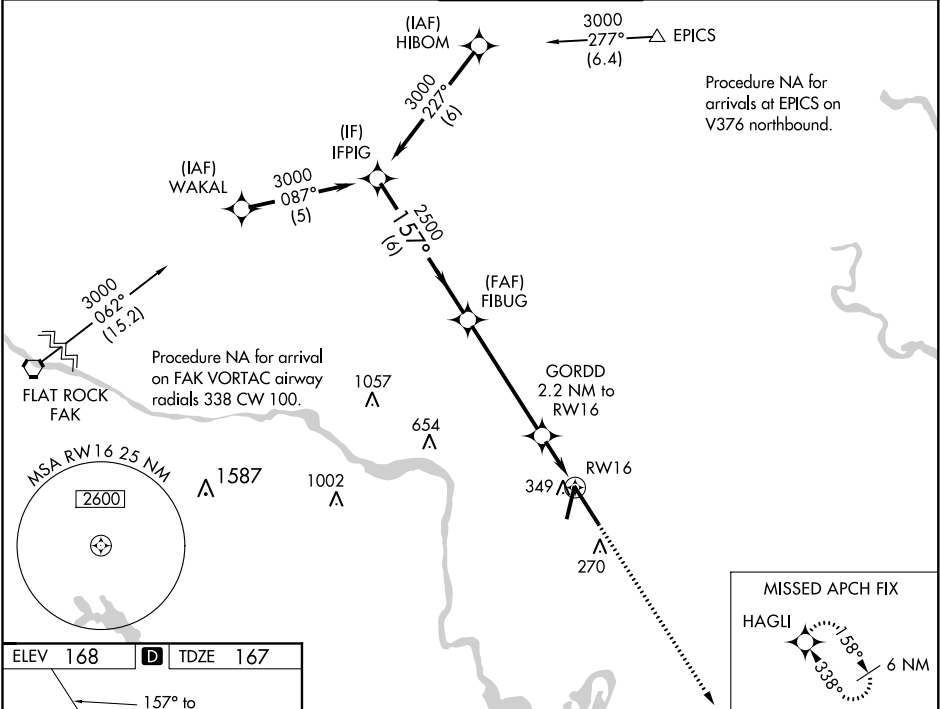 (IAF)
HIBOM
3000
277°
(6.4)
EPICS
Procedure NA for
arrivals at EPICS on
V376 northbound.
3000
227°
(6)
(IF)
IFPIG
(IAF)
WAKAL
3000
087°
(5)
2500
157°
(6)
(FAF)
FIBUG
3000
062°
(15.2)
FLAT ROCK
FAK
Procedure NA for arrival
on FAK VORTAC airway
radials 338 CW 100.
1057
654
GORDD
2.2 NM to
RW16
RW16
349
270
1587
1002
MSA RW16 25 NM
2600
MISSED APCH FIX
HAGLI
158°
338°
6 NM
ELEV 168 D TDZE 167
157° to